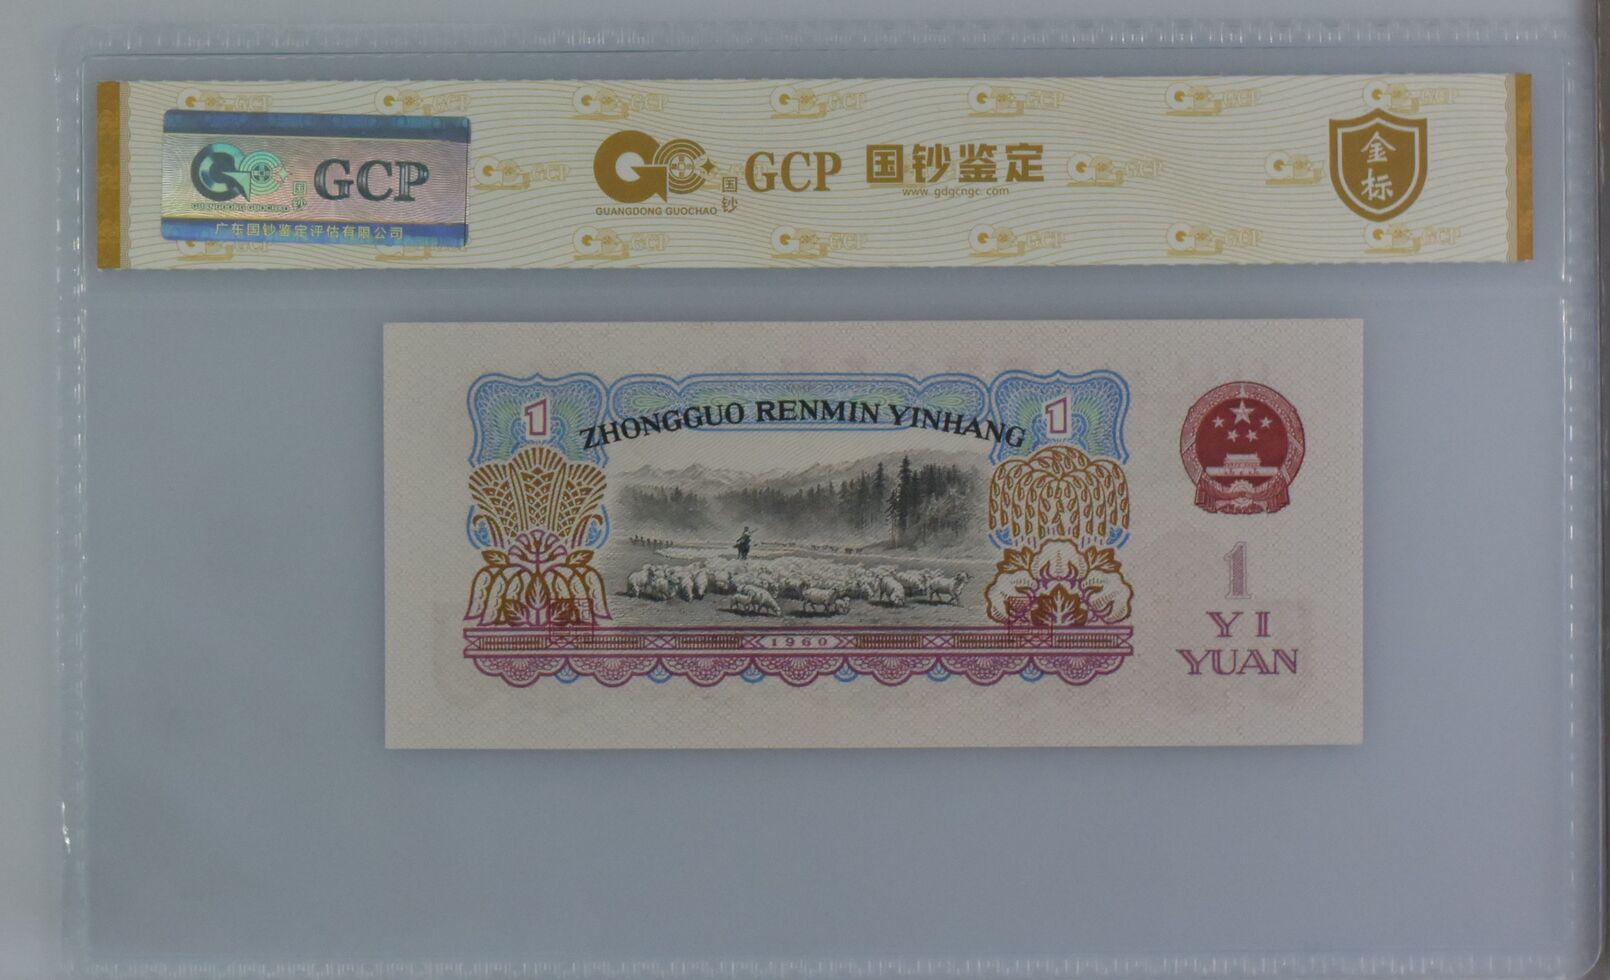 GCP
国钞
GUANGDONG GUOCHAO
广东国钞鉴定评估有限公司
国钞
GUANGDONG GUOCHAO
GCP 国钞鉴定
www.gdgcngc.com
金标
1
ZHONGGUO RENMIN YINHANG
1
1960
1
YI
YUAN